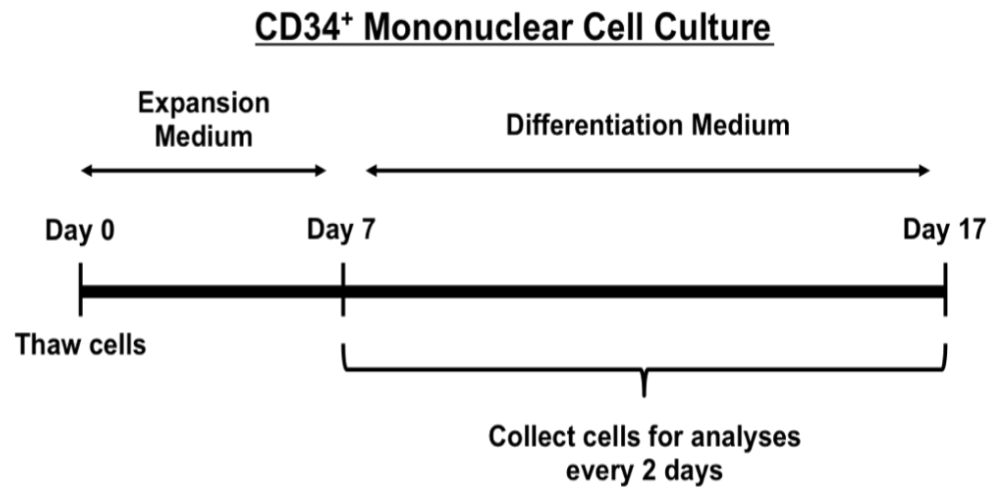 CD34⁺ Mononuclear Cell Culture
Expansion
Medium
Differentiation Medium
Day 0
Day 7
Day 17
Thaw cells
Collect cells for analyses
every 2 days